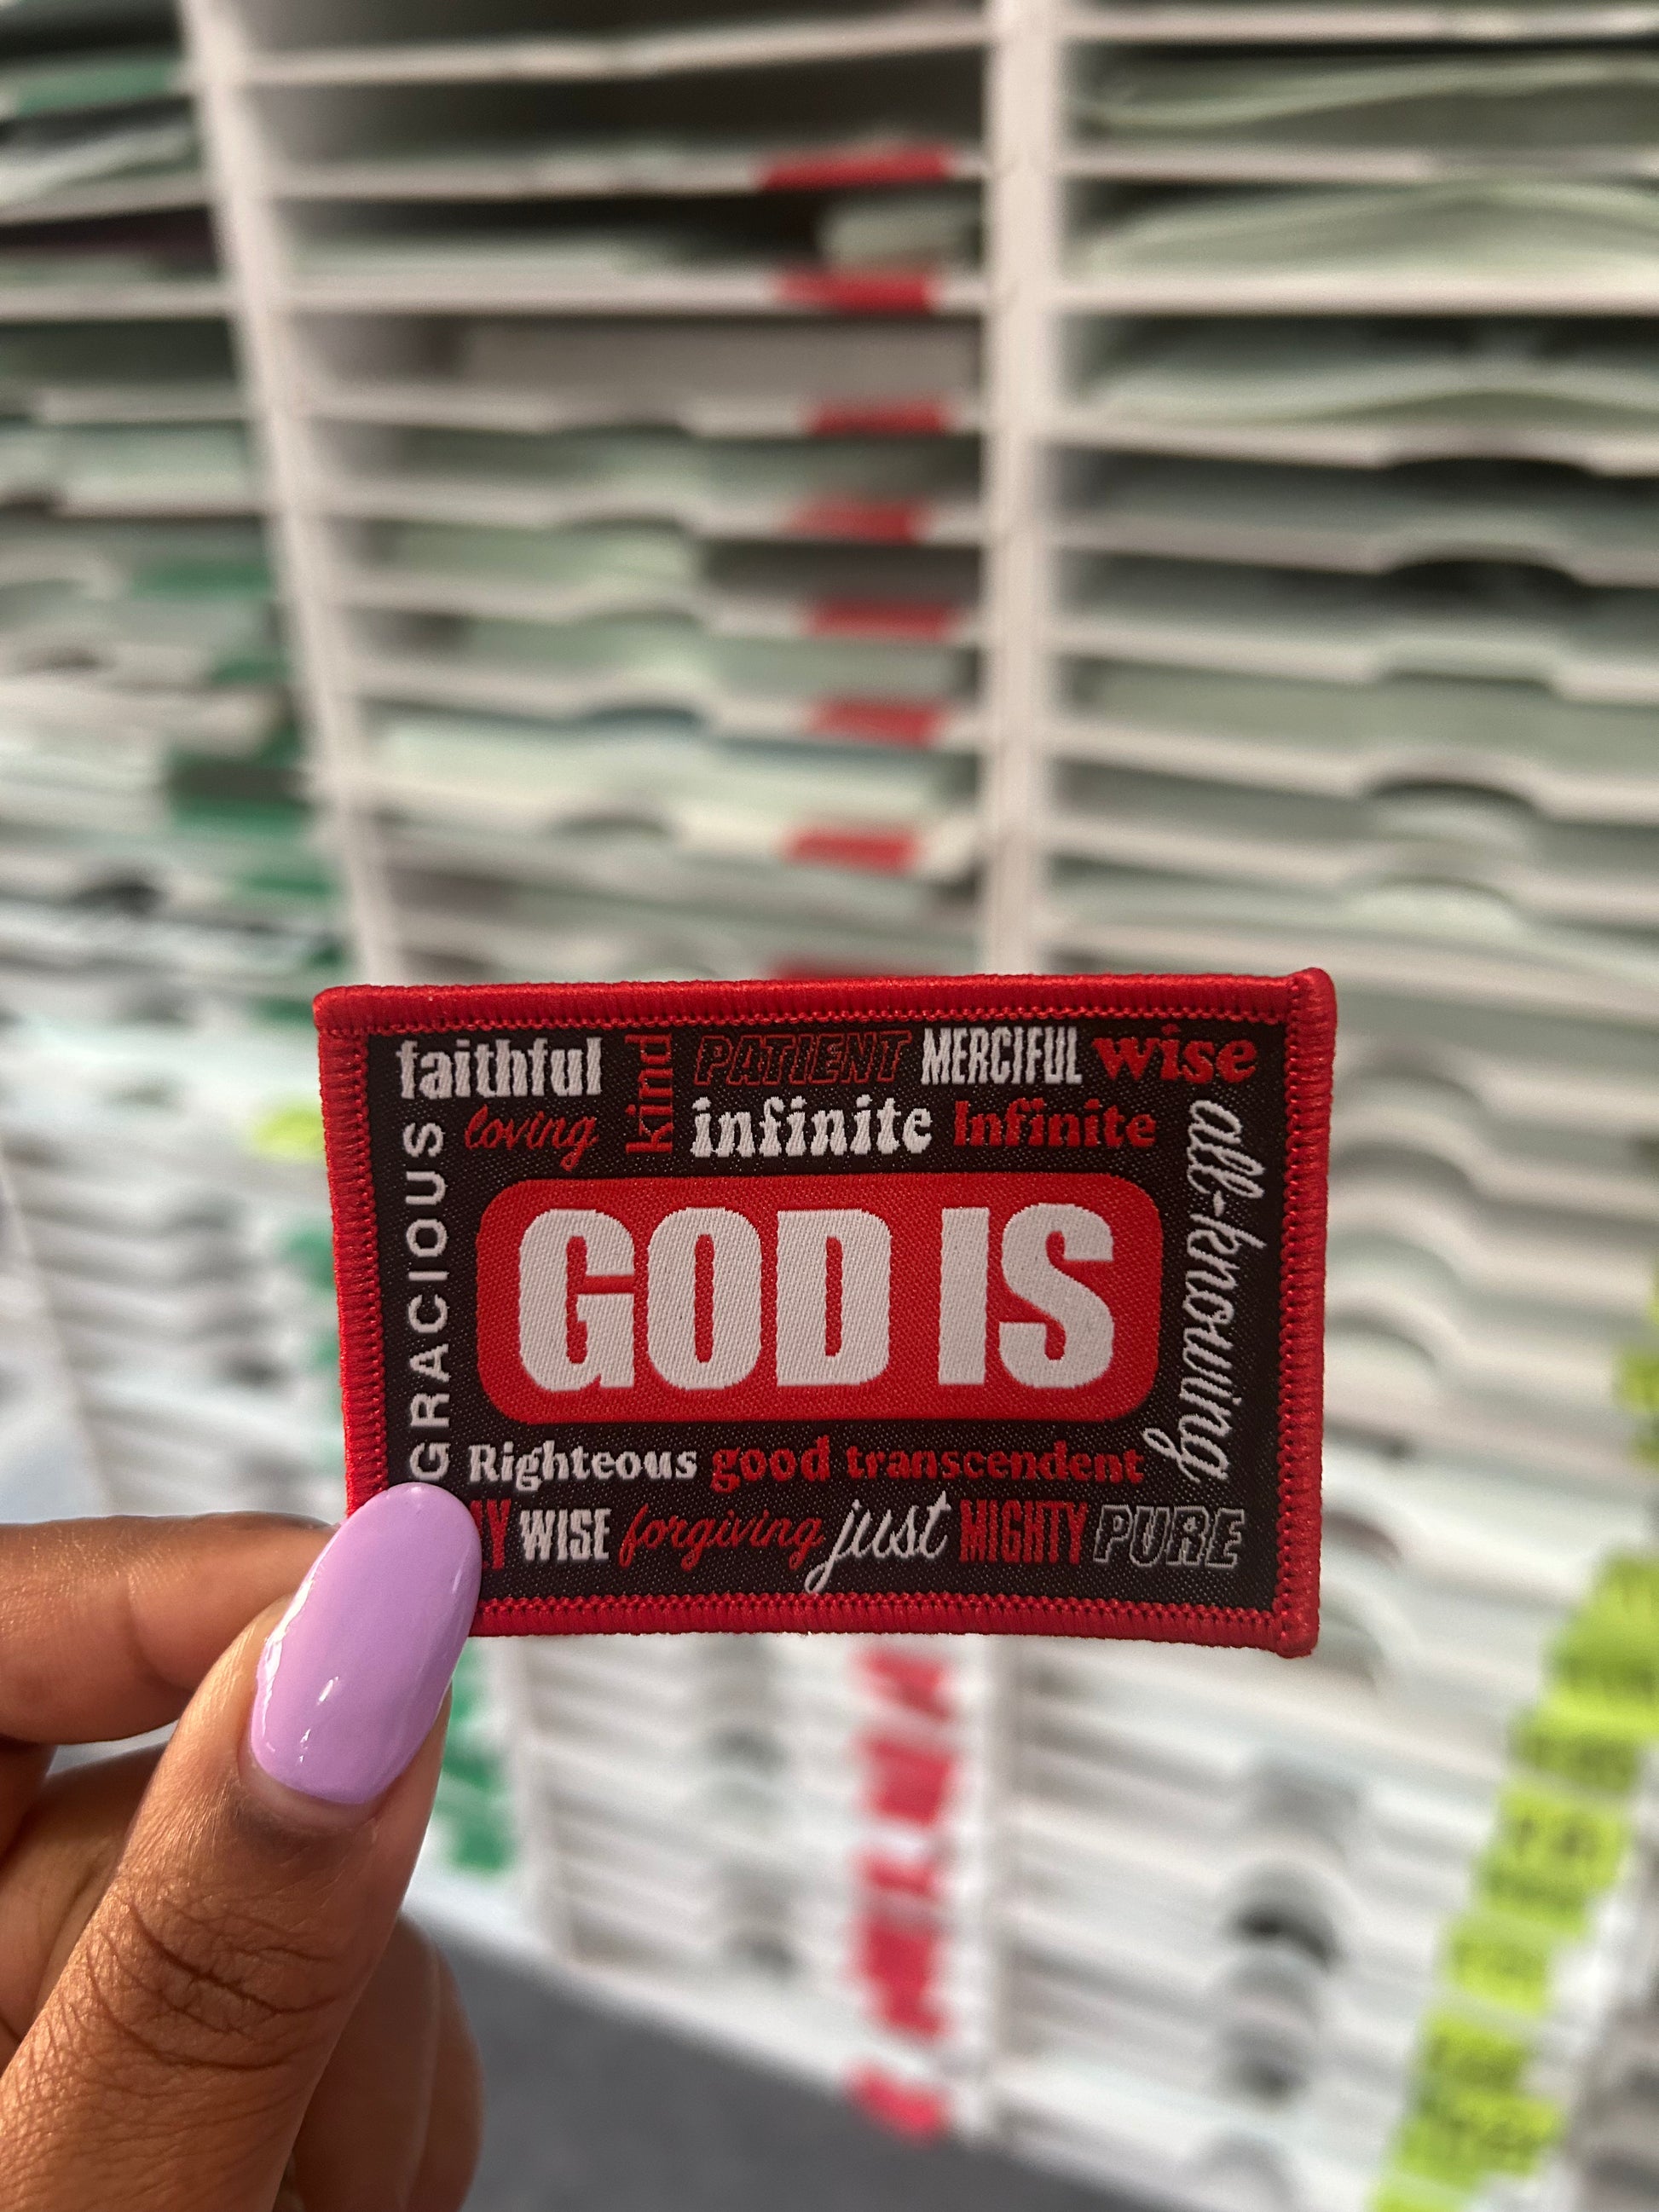 faithful kind PATIENT MERCIFUL wise
loving infinite Infinite
GRACIOUS
GOD IS
all-knowing
Righteous good transcendent
WISE forgiving just MIGHTY PURE